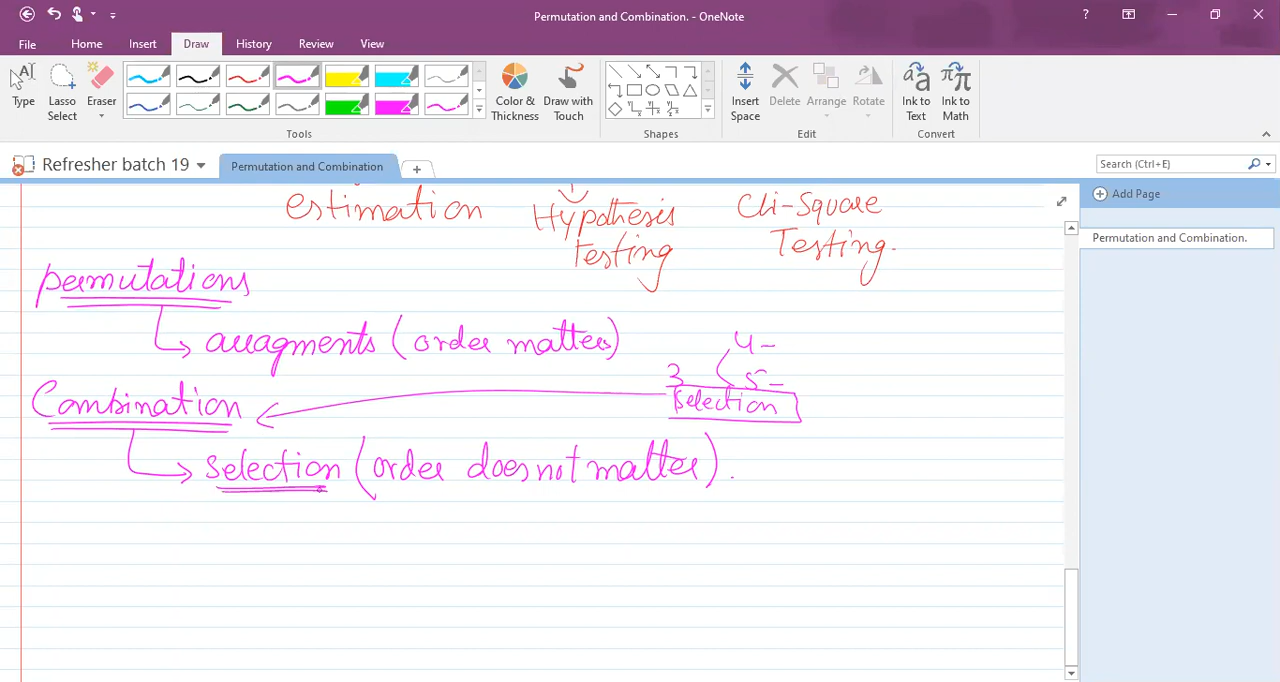 Permutation and Combination. - OneNote
?
File Home Insert Draw History Review View
Type
Lasso Select
Eraser
Color & Thickness
Draw with Touch
Insert Space
Delete
Arrange
Rotate
Ink to Text
Ink to Math
Tools
Shapes
Edit
Convert
Refresher batch 19
Permutation and Combination
Search (Ctrl+E)
Add Page
Permutation and Combination.
estimation
Hypothesis
Testing
Chi-Square
Testing.
permutations
arragments (order matters)
4 -
3
5 -
selection
Combination
selection (order does not matter).